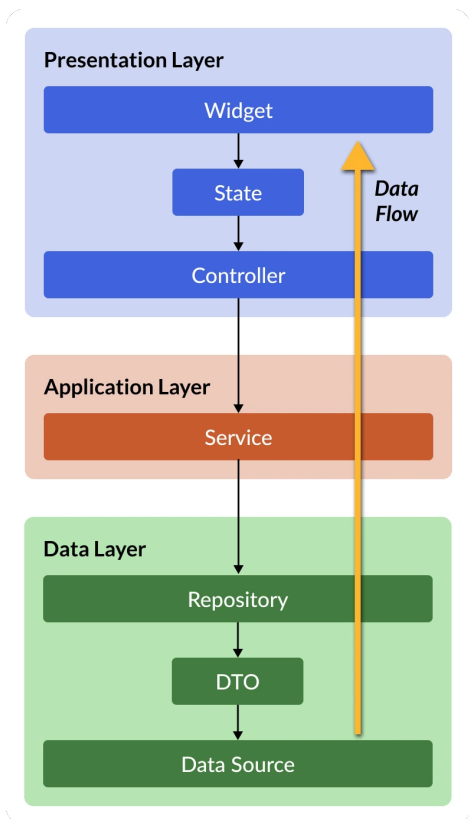 Presentation Layer
Widget
State
Data
Flow
Controller
Application Layer
Service
Data Layer
Repository
DTO
Data Source